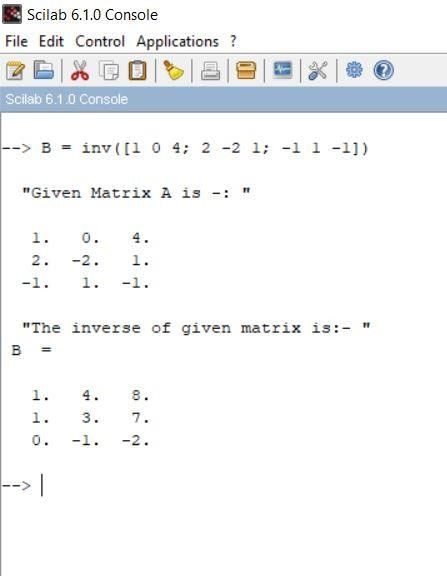 Scilab 6.1.0 Console
File Edit Control Applications ?
Scilab 6.1.0 Console
--> B = inv([1 0 4; 2 -2 1; -1 1 -1])
"Given Matrix A is -: "
1. 0. 4.
2. -2. 1.
-1. 1. -1.
"The inverse of given matrix is:- "
B =
1. 4. 8.
1. 3. 7.
0. -1. -2.
-->